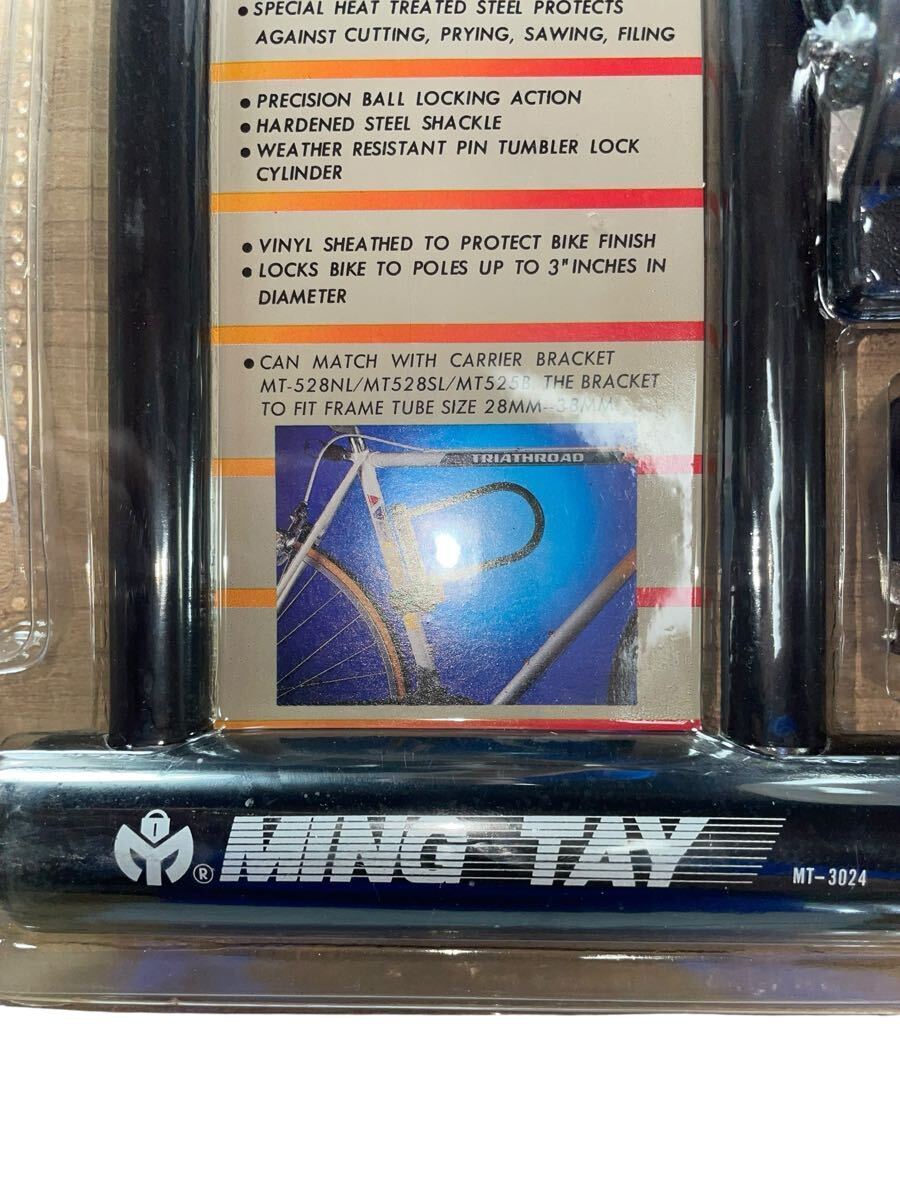 • SPECIAL HEAT TREATED STEEL PROTECTS
AGAINST CUTTING, PRYING, SAWING, FILING
• PRECISION BALL LOCKING ACTION
• HARDENED STEEL SHACKLE
• WEATHER RESISTANT PIN TUMBLER LOCK
CYLINDER
• VINYL SHEATHED TO PROTECT BIKE FINISH
• LOCKS BIKE TO POLES UP TO 3" INCHES IN
DIAMETER
• CAN MATCH WITH CARRIER BRACKET
MT-528NL/MT528SL/MT525B. THE BRACKET
TO FIT FRAME TUBE SIZE 28MM--38MM
TRIATHROAD
® MING TAY MT-3024